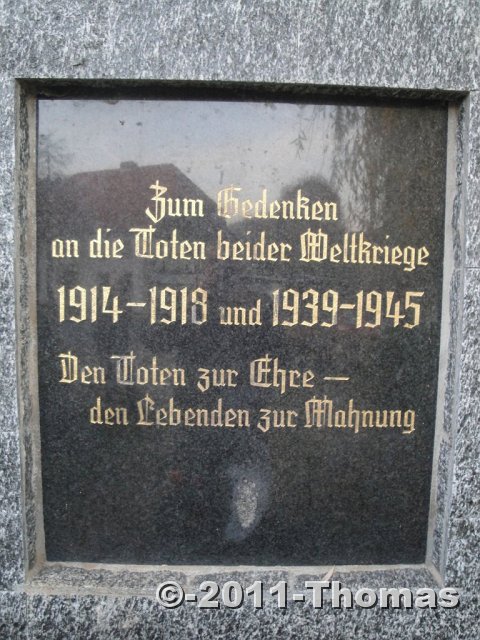 Zum Gedenken
an die Toten beider Weltkriege
1914-1918 und 1939-1945
Den Toten zur Ehre –
den Lebenden zur Mahnung
©-2011-Thomas